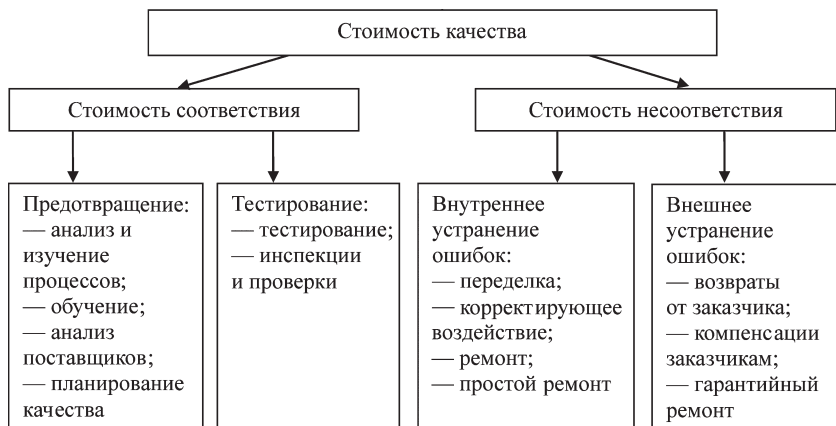 Стоимость качества
Стоимость соответствия
Стоимость несоответствия
Предотвращение:
— анализ и
изучение
процессов;
— обучение;
— анализ
поставщиков;
— планирование
качества
Тестирование:
— тестирование;
— инспекции
и проверки
Внутреннее
устранение
ошибок:
— переделка;
— корректирующее
воздействие;
— ремонт;
— простой ремонт
Внешнее
устранение
ошибок:
— возвраты
от заказчика;
— компенсации
заказчикам;
— гарантийный
ремонт